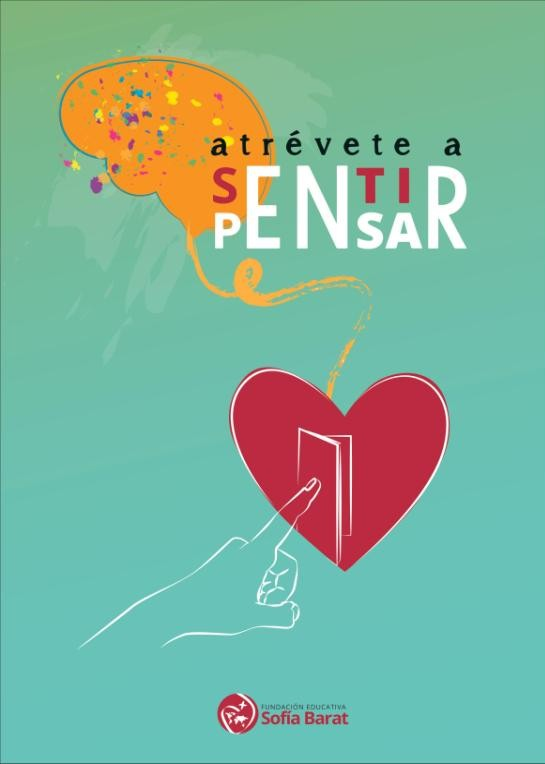 atrévete a
SENTIR
PENSAR
FUNDACIÓN EDUCATIVA
Sofía Barat